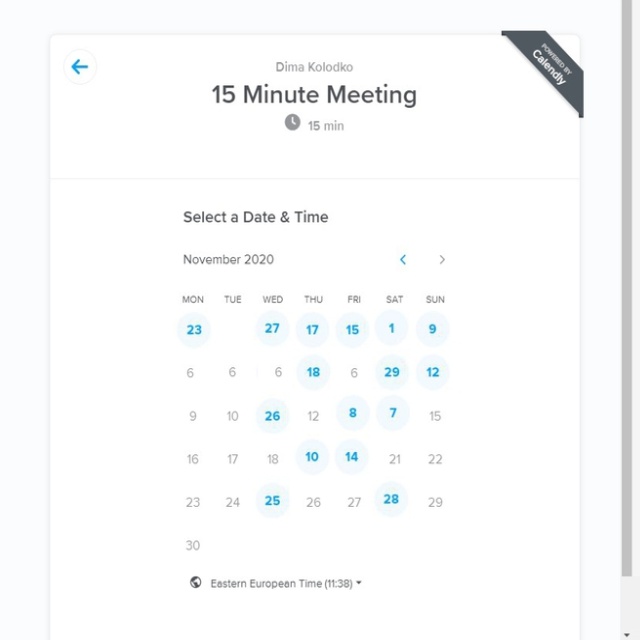 POWERED BY
Calendly
Dima Kolodko
15 Minute Meeting
15 min
Select a Date & Time
November 2020
MON TUE WED THU FRI SAT SUN
23 27 17 15 1 9
6 6 6 18 6 29 12
9 10 26 12 8 7 15
16 17 18 10 14 21 22
23 24 25 26 27 28 29
30
Eastern European Time (11:38)